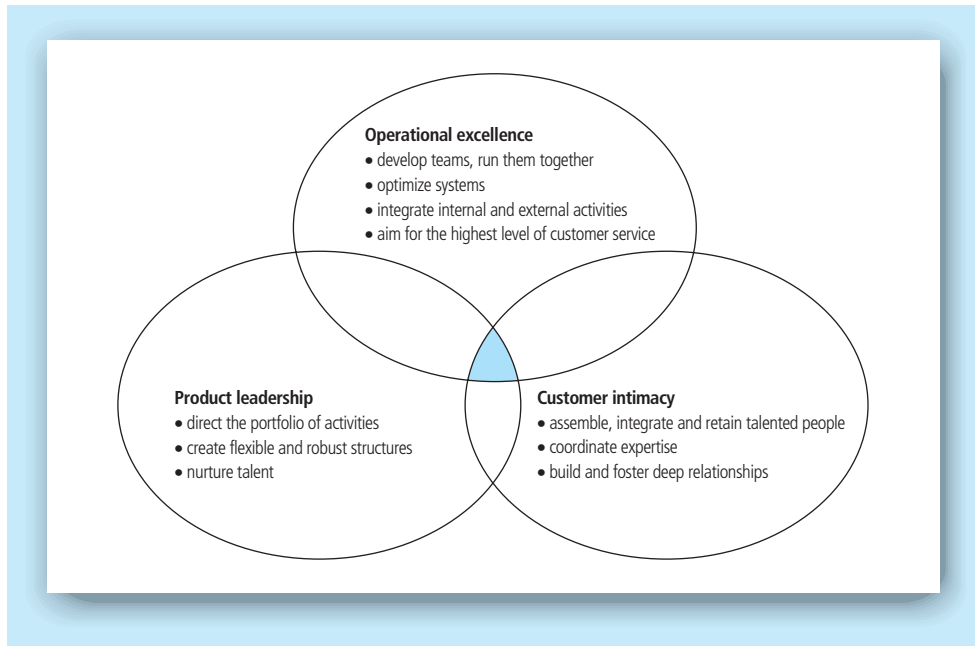 Operational excellence
• develop teams, run them together
• optimize systems
• integrate internal and external activities
• aim for the highest level of customer service
Product leadership
• direct the portfolio of activities
• create flexible and robust structures
• nurture talent
Customer intimacy
• assemble, integrate and retain talented people
• coordinate expertise
• build and foster deep relationships